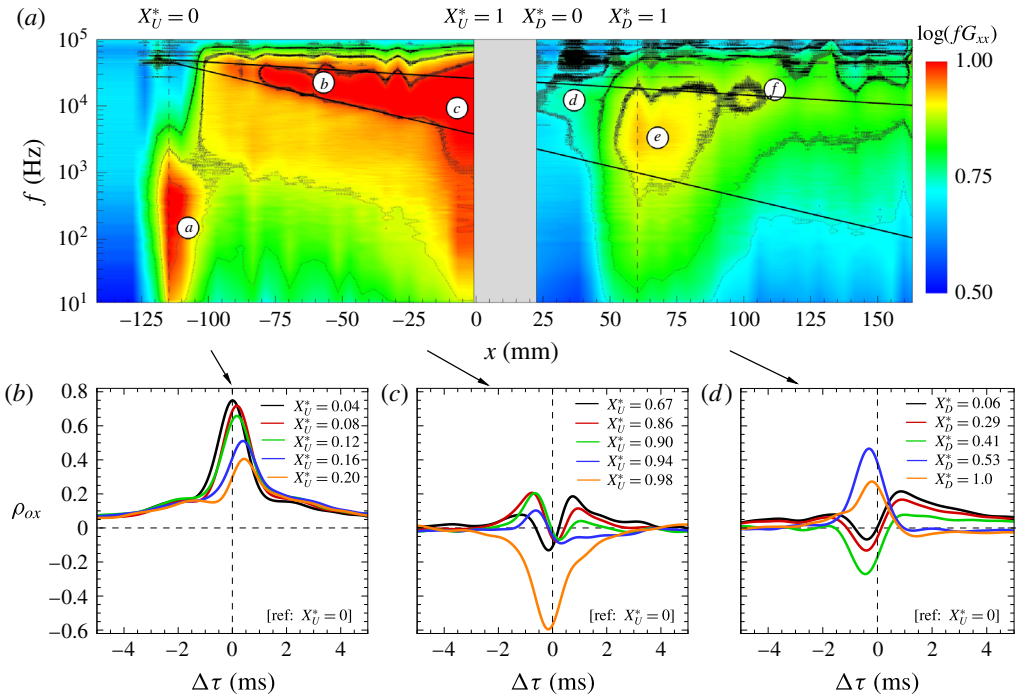 (a) X*U = 0 X*U = 1 X*D = 0 X*D = 1
log(fGxx)
10^5 10^4 10^3 10^2 10^1
f (Hz)
a b c d e f
1.00
0.75
0.50
−125 −100 −75 −50 −25 0 25 50 75 100 125 150
x (mm)
(b)
0.8
0.6
0.4
0.2
0
−0.2
−0.4
−0.6
ρox
X*U = 0.04
X*U = 0.08
X*U = 0.12
X*U = 0.16
X*U = 0.20
[ref: X*U = 0]
−4 −2 0 2 4
Δτ (ms)
(c)
X*U = 0.67
X*U = 0.86
X*U = 0.90
X*U = 0.94
X*U = 0.98
[ref: X*U = 0]
−4 −2 0 2 4
Δτ (ms)
(d)
X*D = 0.06
X*D = 0.29
X*D = 0.41
X*D = 0.53
X*D = 1.0
[ref: X*U = 0]
−4 −2 0 2 4
Δτ (ms)